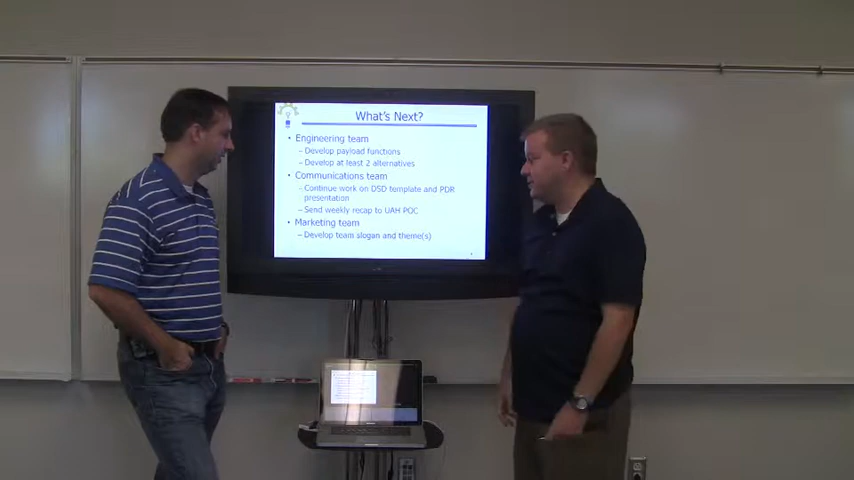 What's Next?
• Engineering team
– Develop payload functions
– Develop at least 2 alternatives
• Communications team
– Continue work on DSD template and PDR
presentation
– Send weekly recap to UAH POC
• Marketing team
– Develop team slogan and theme(s)